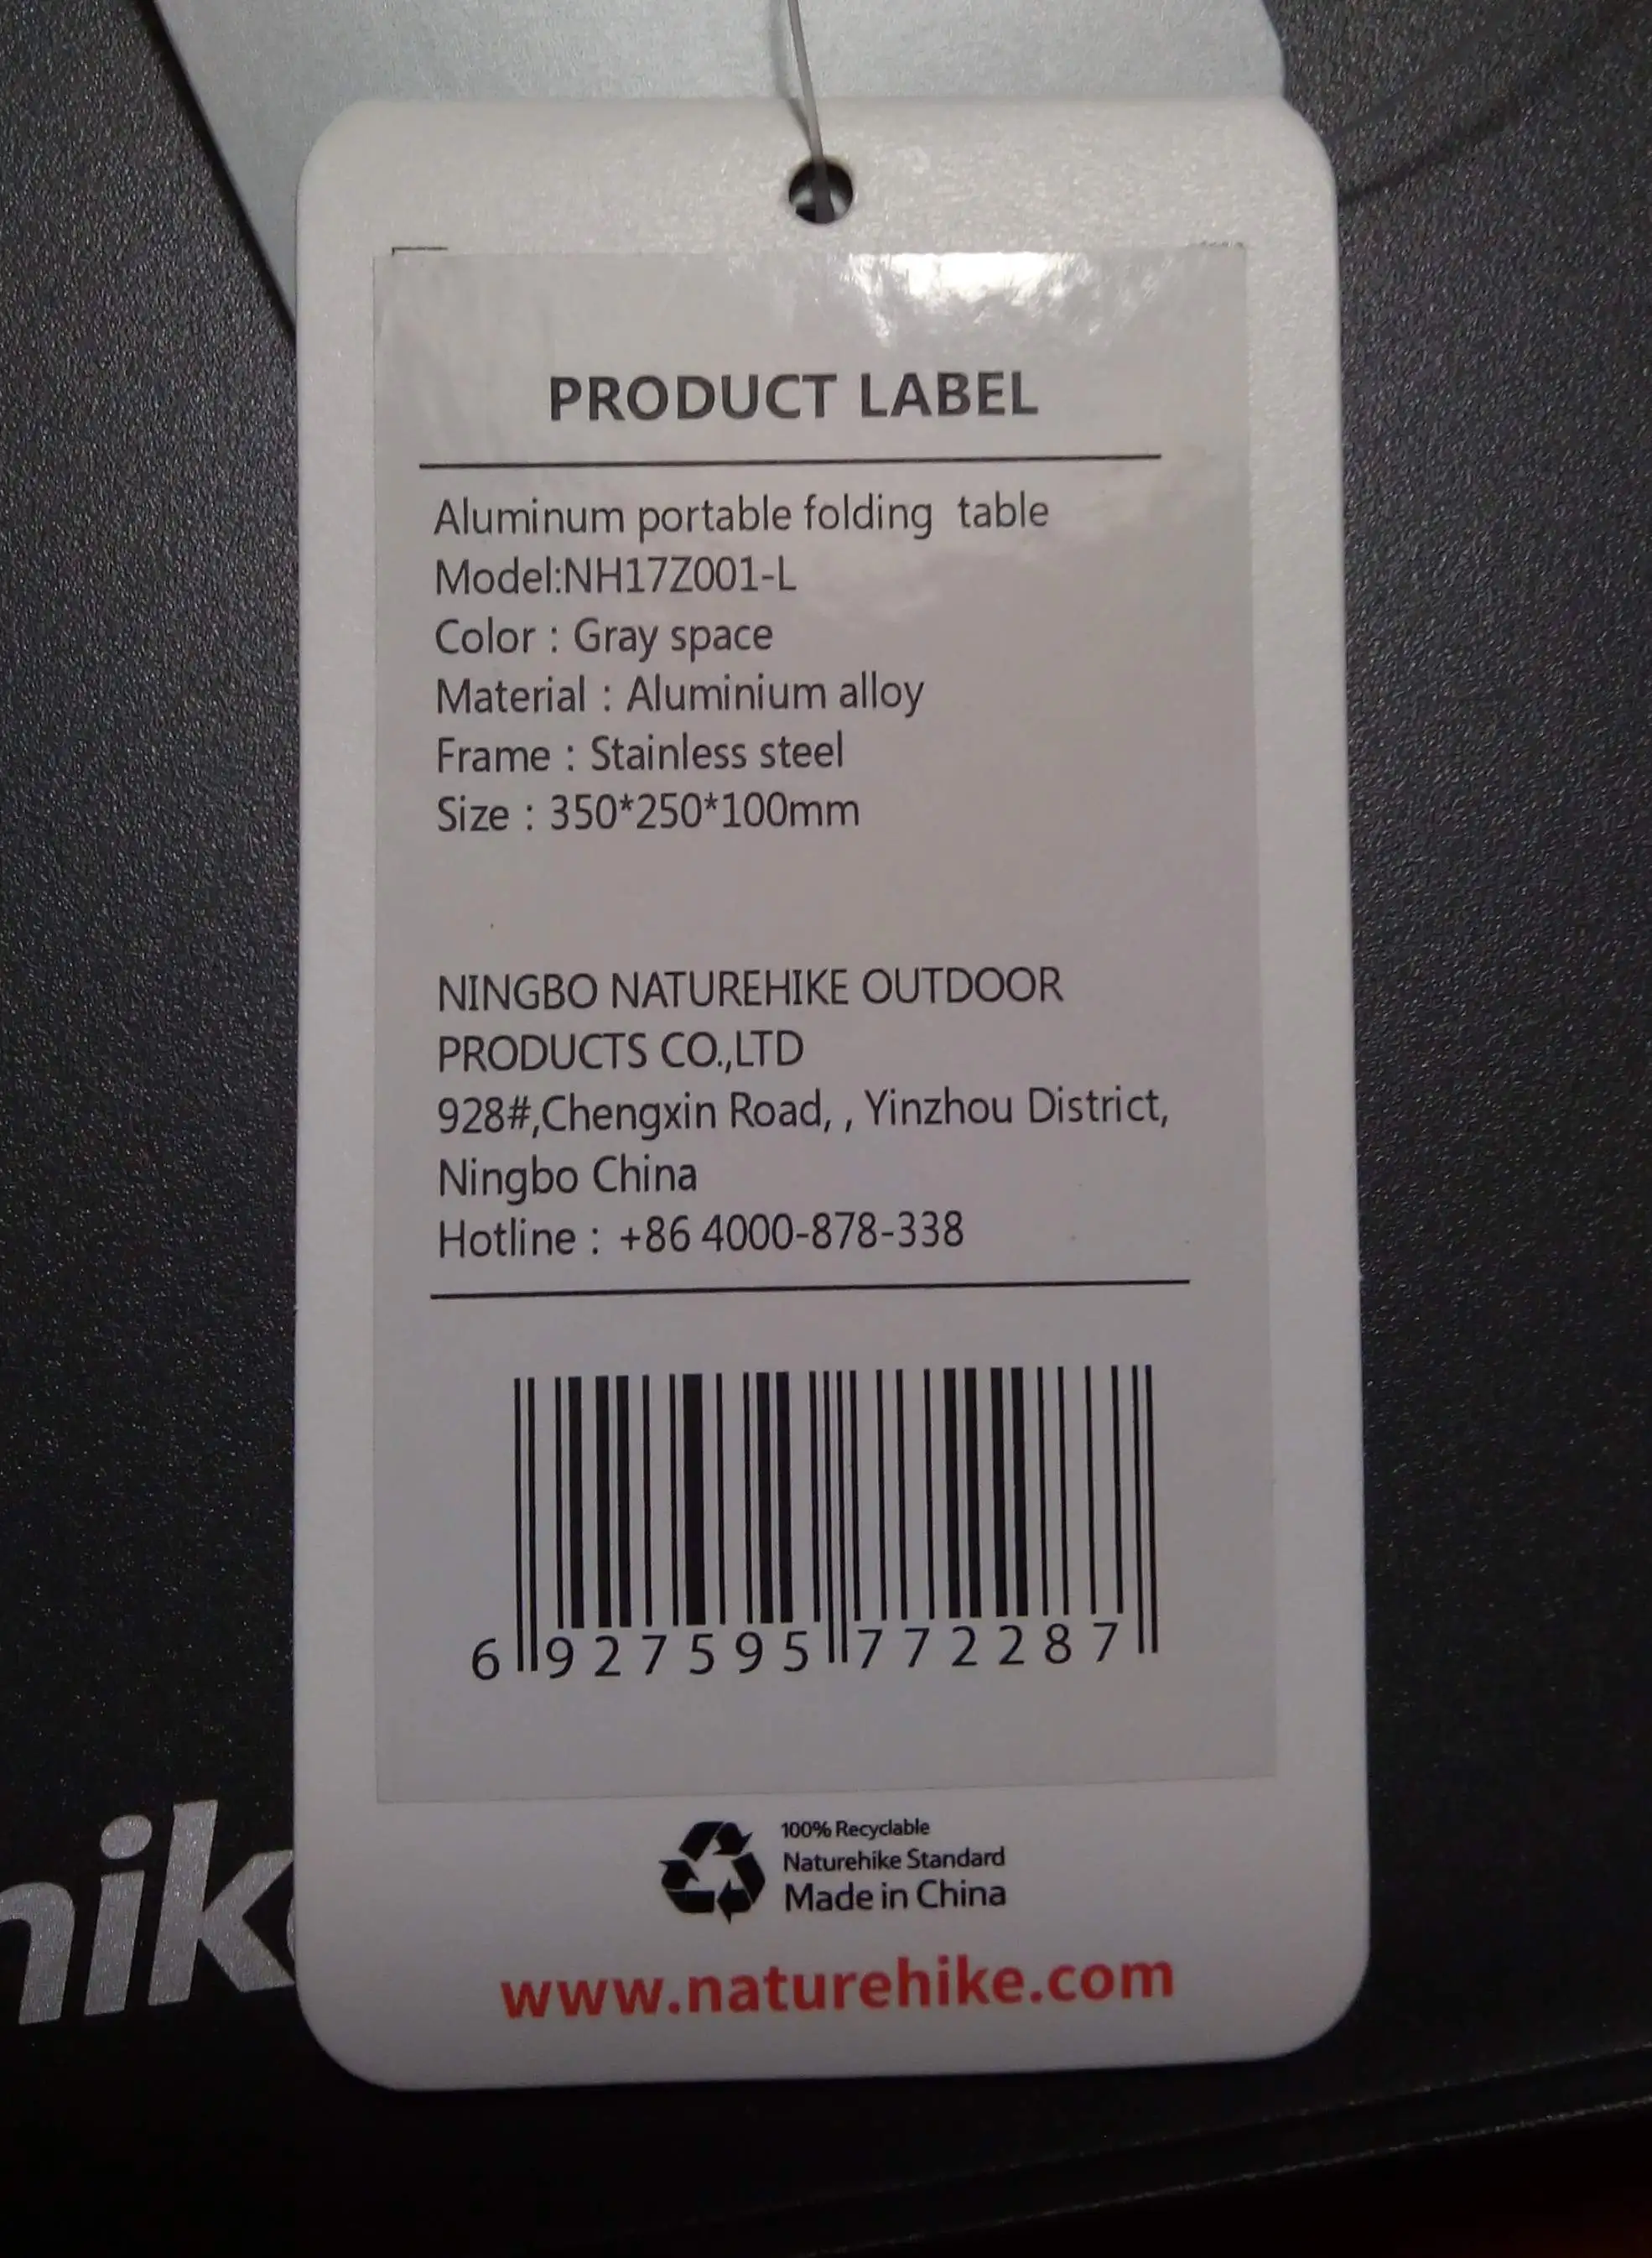 PRODUCT LABEL
Aluminum portable folding table
Model:NH17Z001-L
Color : Gray space
Material : Aluminium alloy
Frame : Stainless steel
Size : 350*250*100mm
NINGBO NATUREHIKE OUTDOOR
PRODUCTS CO.,LTD
928#,Chengxin Road, , Yinzhou District,
Ningbo China
Hotline : +86 4000-878-338
6 927595 772287
100% Recyclable
Naturehike Standard
Made in China
www.naturehike.com